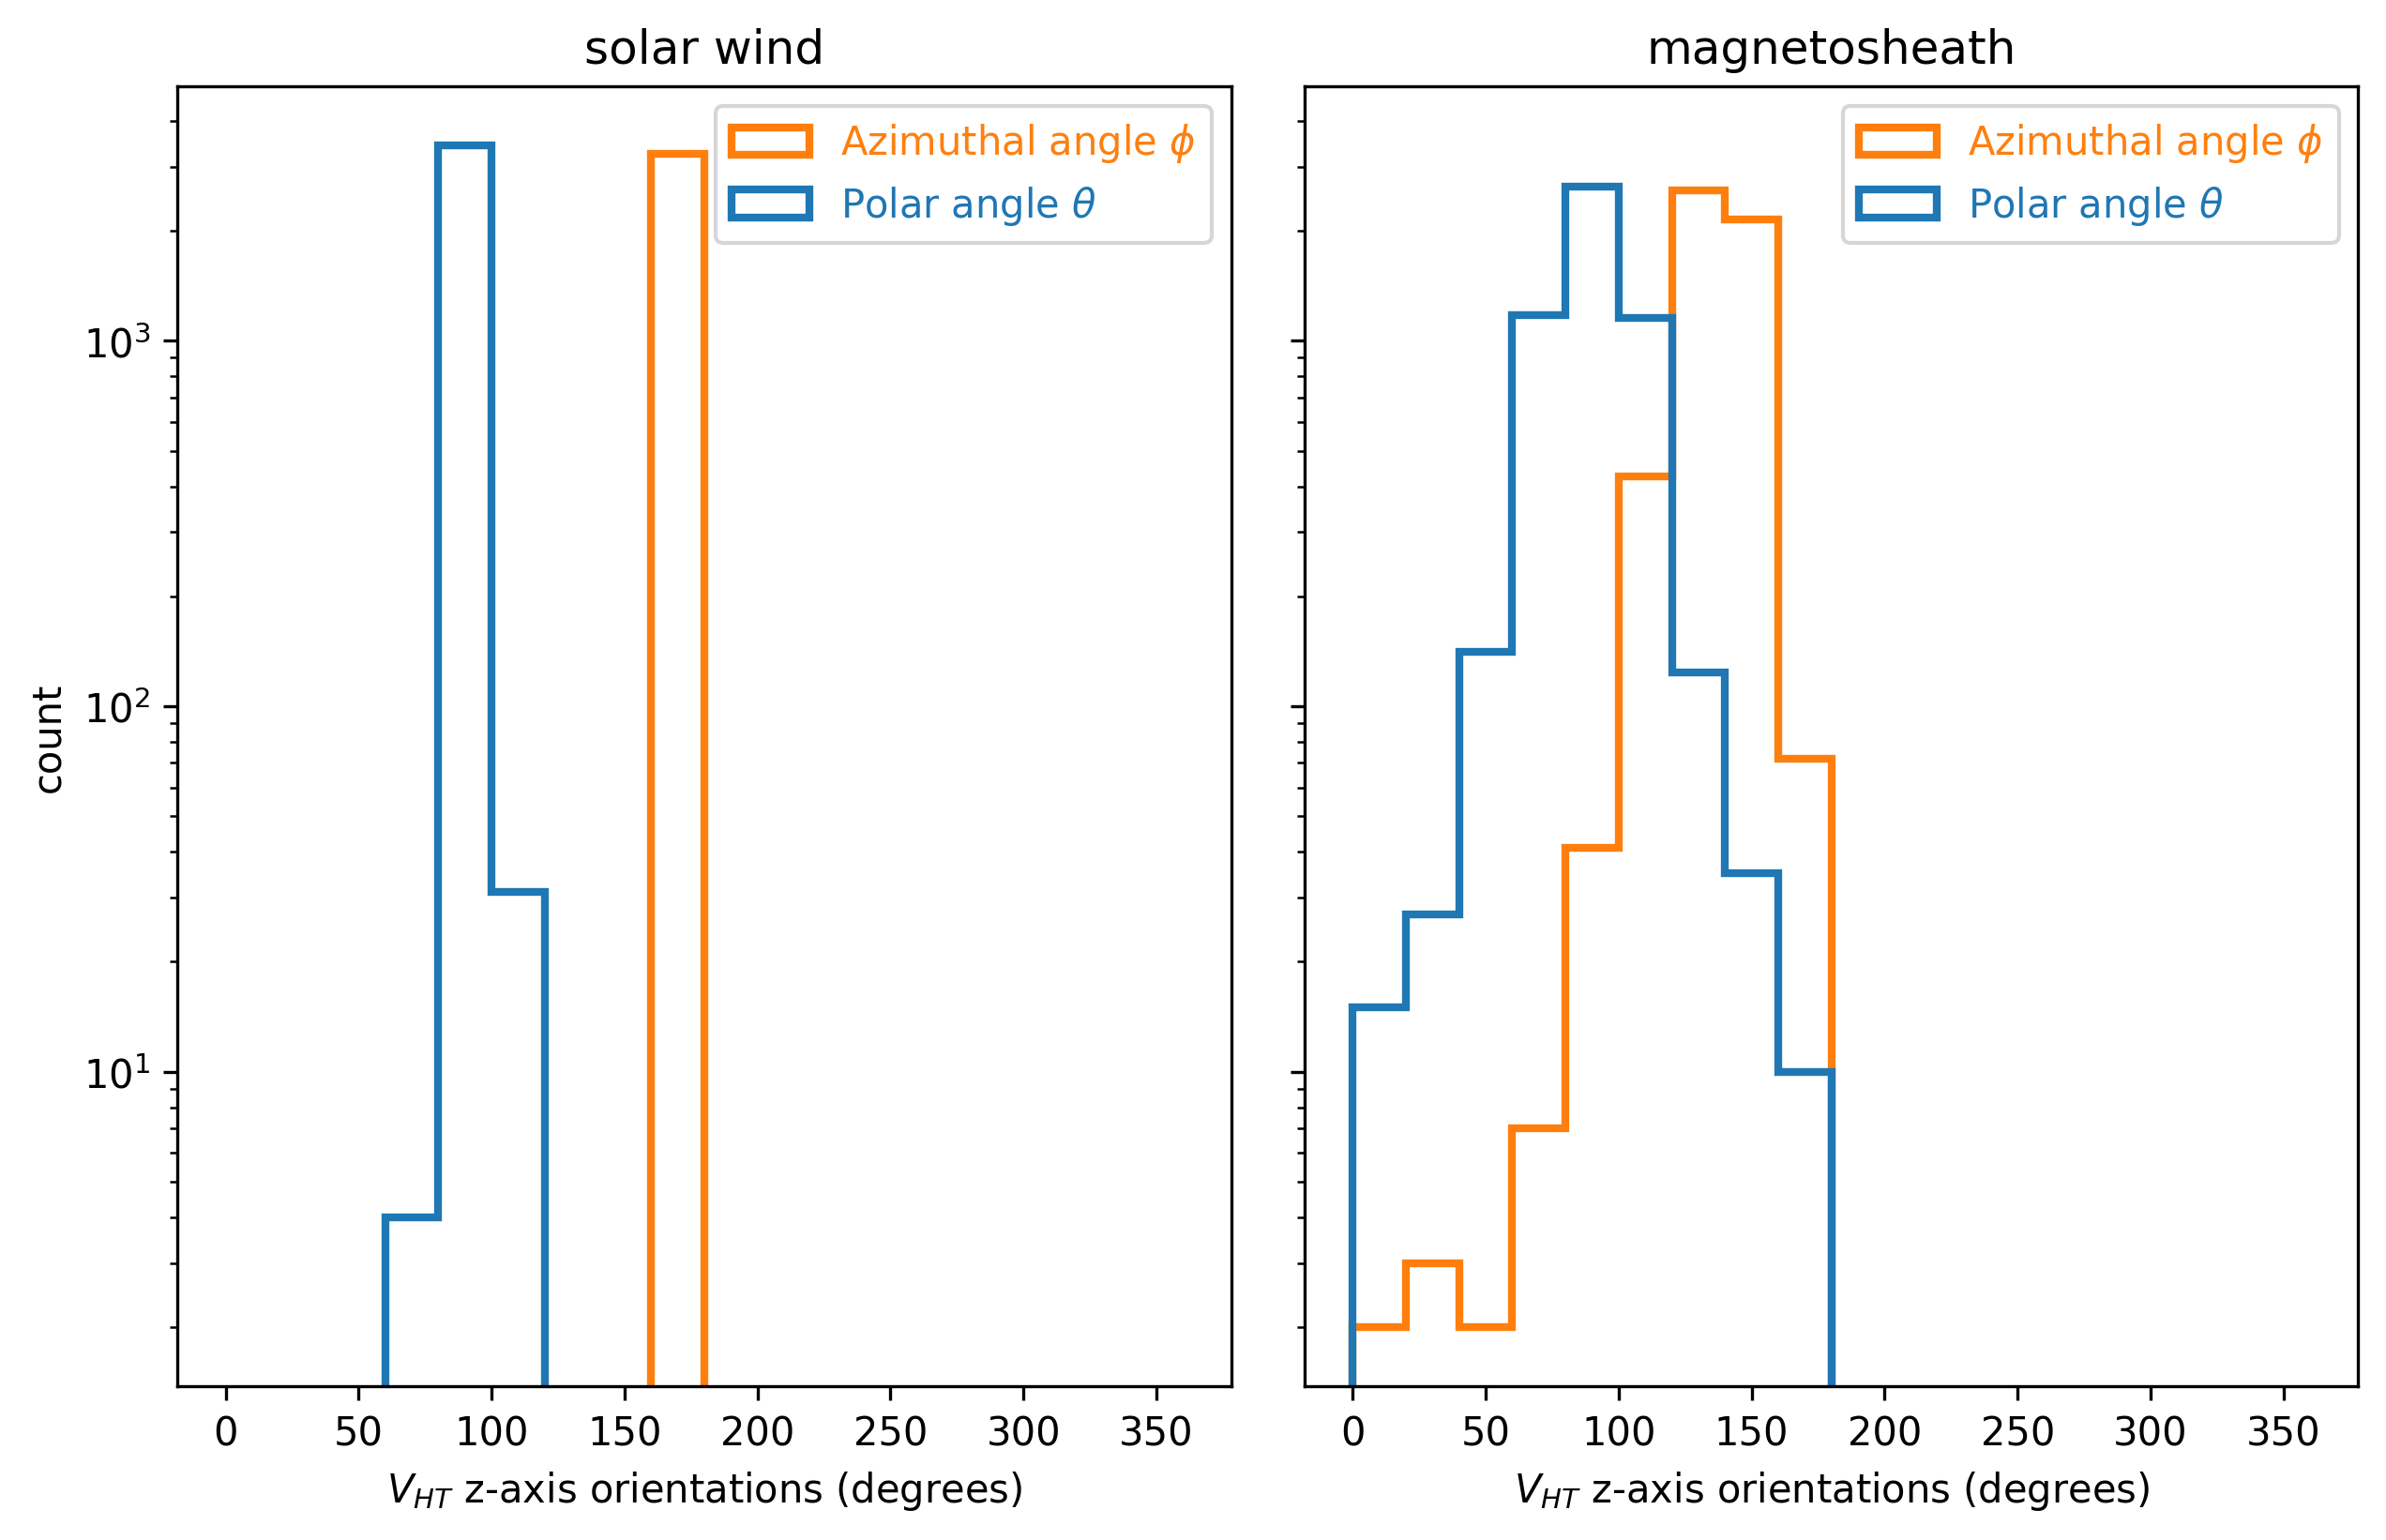 solar wind
magnetosheath
Azimuthal angle ϕ
Polar angle θ
Azimuthal angle ϕ
Polar angle θ
count
10³
10²
10¹
0 50 100 150 200 250 300 350
0 50 100 150 200 250 300 350
V_HT z-axis orientations (degrees)
V_HT z-axis orientations (degrees)